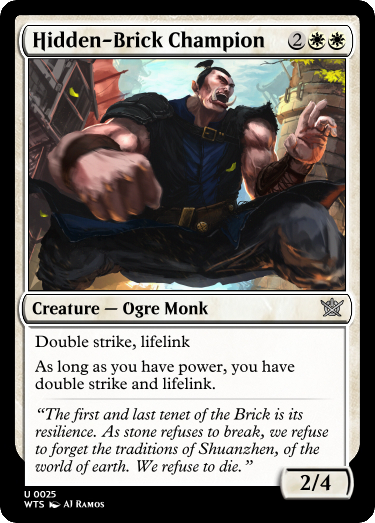 Hidden-Brick Champion 2
Creature — Ogre Monk
Double strike, lifelink
As long as you have power, you have
double strike and lifelink.
“The first and last tenet of the Brick is its
resilience. As stone refuses to break, we refuse
to forget the traditions of Shuanzhen, of the
world of earth. We refuse to die.”
2/4
U 0025
WTS AJ Ramos